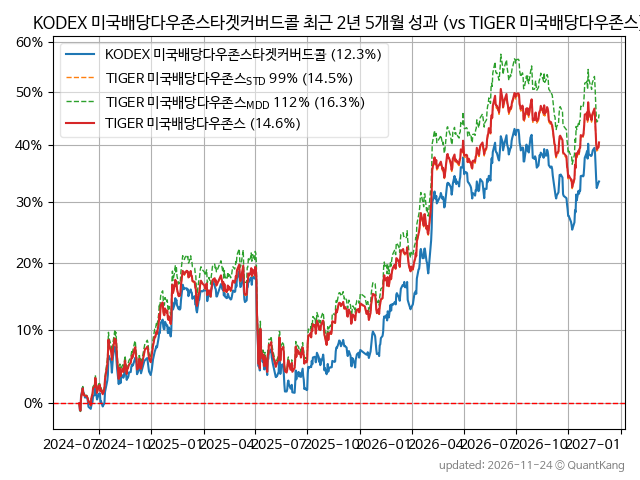 KODEX 미국배당다우존스타겟커버드콜 최근 2년 5개월 성과 (vs TIGER 미국배당다우존스
60%
50%
40%
30%
20%
10%
0%
KODEX 미국배당다우존스타겟커버드콜 (12.3%)
TIGER 미국배당다우존스STD 99% (14.5%)
TIGER 미국배당다우존스MDD 112% (16.3%)
TIGER 미국배당다우존스 (14.6%)
2024-07 2024-10 2025-01 2025-04 2025-07 2025-10 2026-01 2026-04 2026-07 2026-10 2027-01
updated: 2026-11-24 © QuantKang